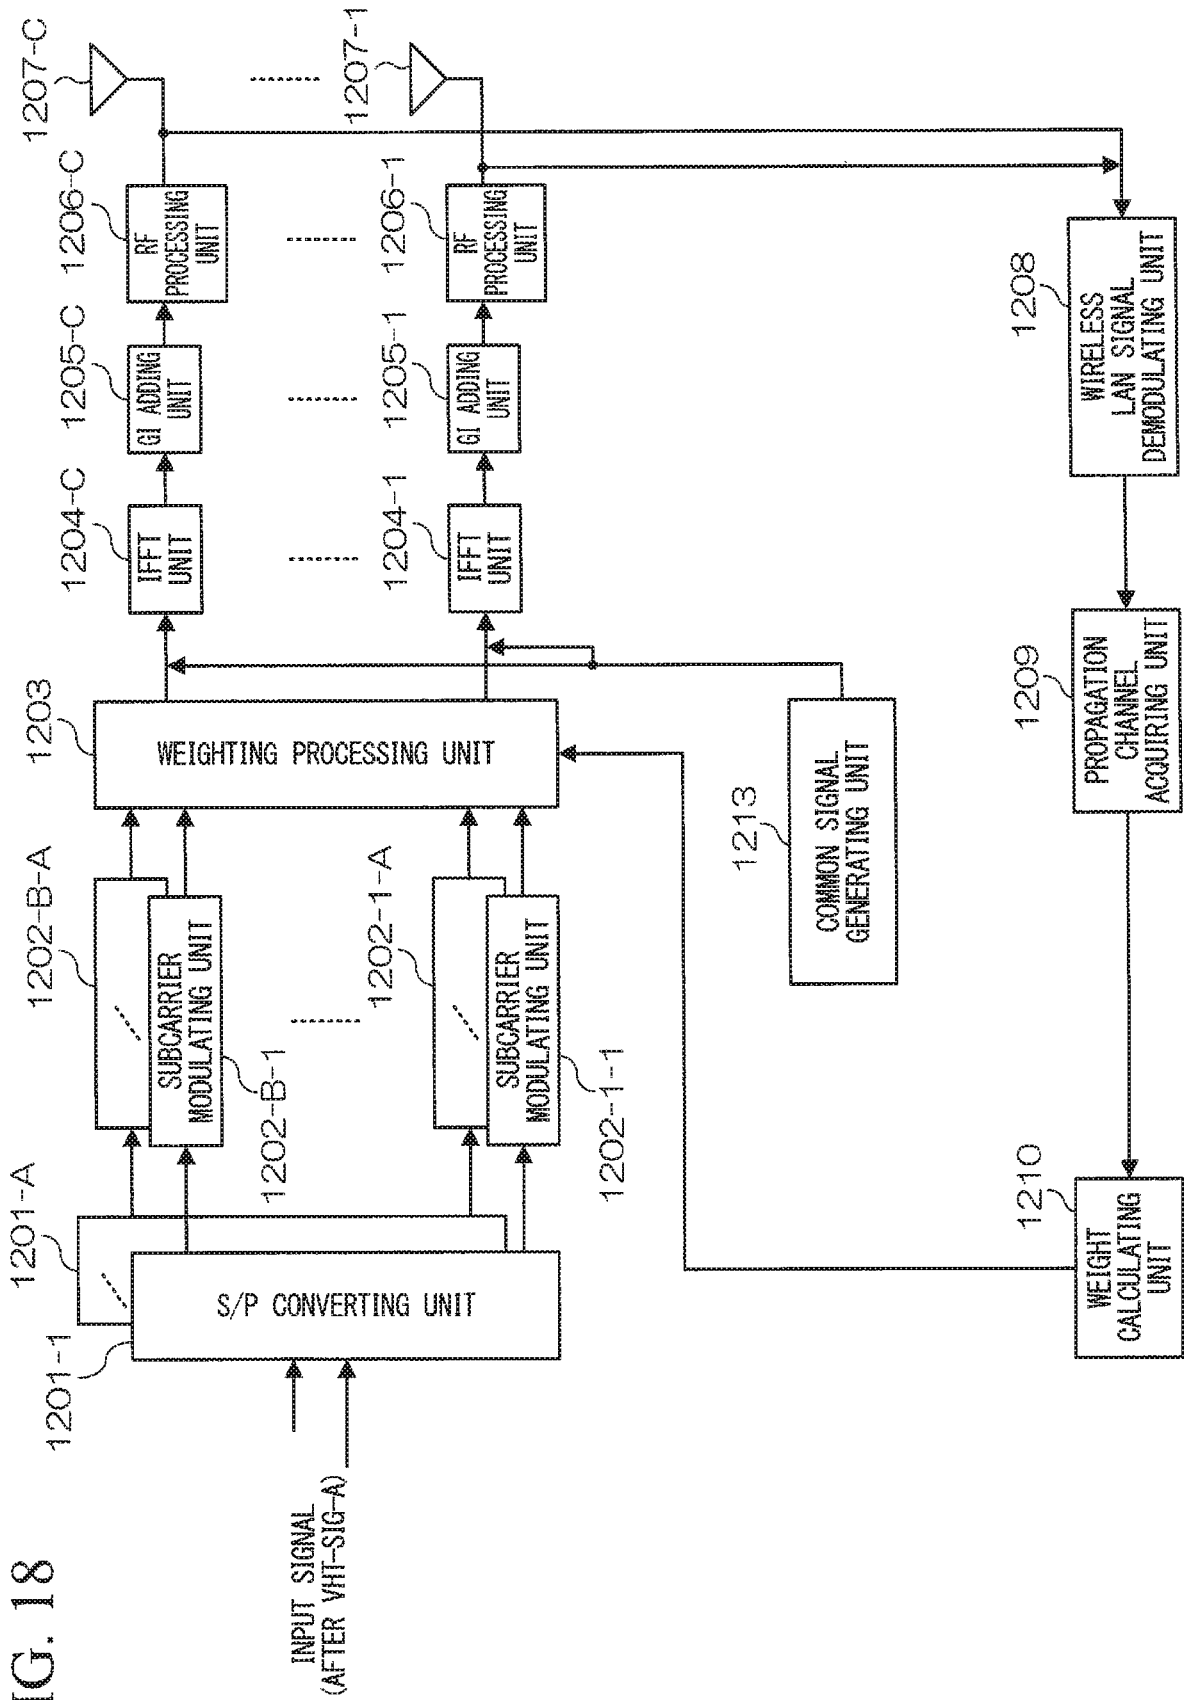 IG. 18
INPUT SIGNAL
(AFTER VHT-SIG-A)
1201-1
1201-A
S/P CONVERTING UNIT
1202-B-A
SUBCARRIER
MODULATING UNIT
1202-B-1
1202-1-A
SUBCARRIER
MODULATING UNIT
1202-1-1
1203
WEIGHTING PROCESSING UNIT
1204-C
IFFT
UNIT
1205-C
GI ADDING
UNIT
1206-C
RF
PROCESSING
UNIT
1207-C
1204-1
IFFT
UNIT
1205-1
GI ADDING
UNIT
1206-1
RF
PROCESSING
UNIT
1207-1
1213
COMMON SIGNAL
GENERATING UNIT
1210
WEIGHT
CALCULATING
UNIT
1209
PROPAGATION
CHANNEL
ACQUIRING UNIT
1208
WIRELESS
LAN SIGNAL
DEMODULATING UNIT